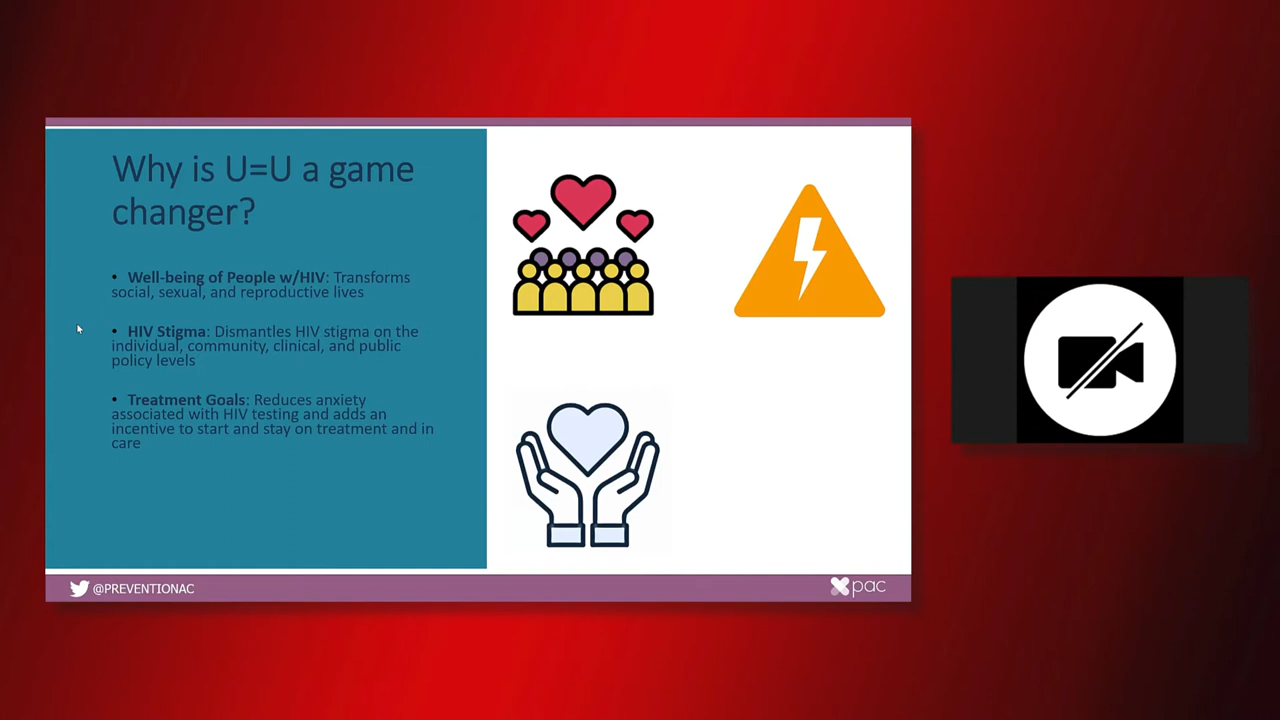 Why is U=U a game
changer?
• Well-being of People w/HIV: Transforms
social, sexual, and reproductive lives
• HIV Stigma: Dismantles HIV stigma on the
individual, community, clinical, and public
policy levels
• Treatment Goals: Reduces anxiety
associated with HIV testing and adds an
incentive to start and stay on treatment and in
care
@PREVENTIONAC
pac